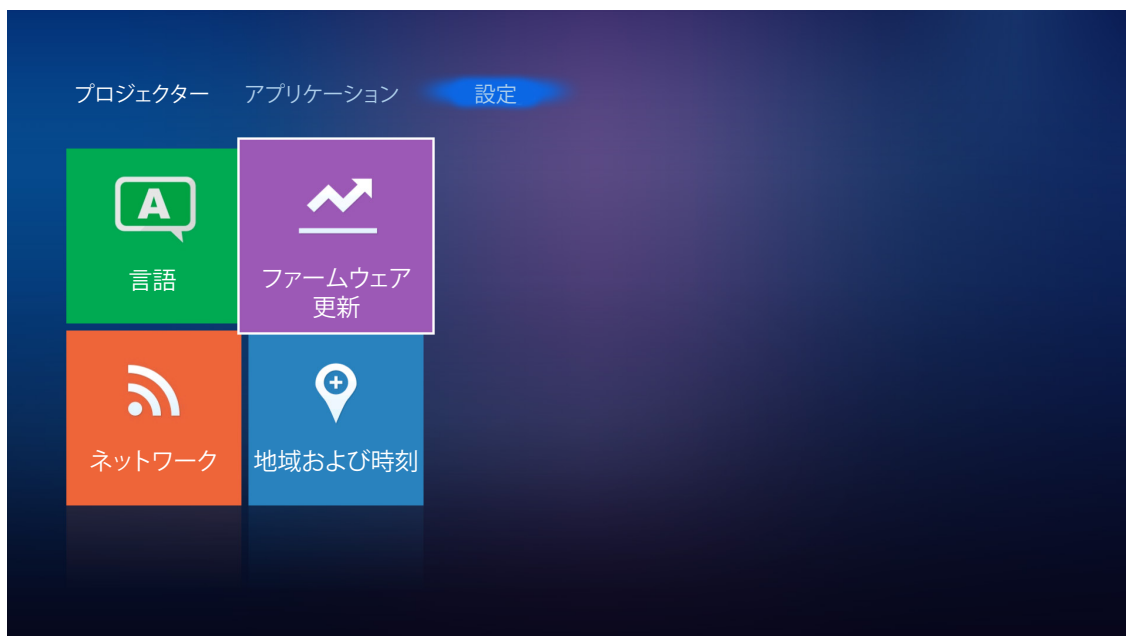 プロジェクター アプリケーション 設定
A
言語
ファームウェア
更新
ネットワーク
地域および時刻